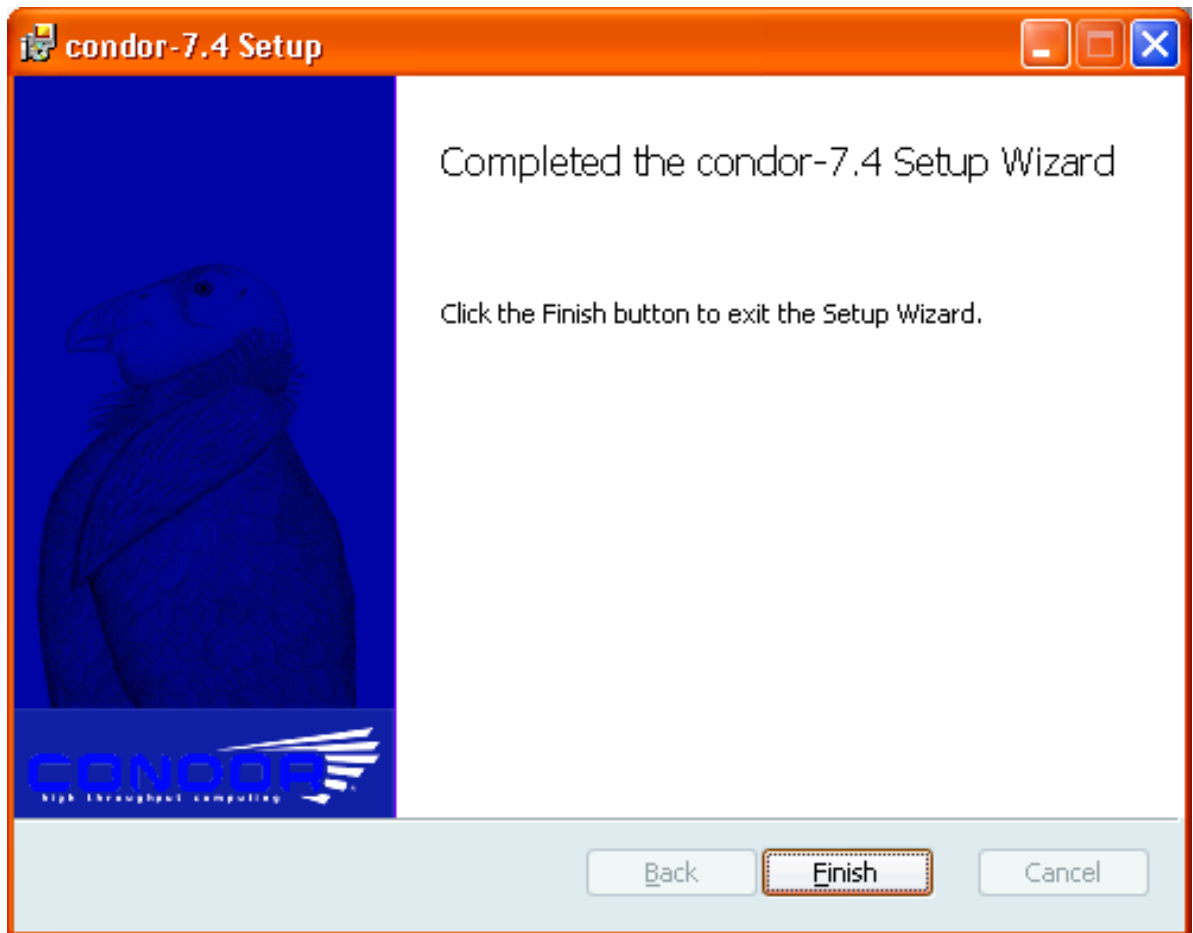 condor-7.4 Setup
Completed the condor-7.4 Setup Wizard
Click the Finish button to exit the Setup Wizard.
CONDOR
high throughput computing
Back
Finish
Cancel